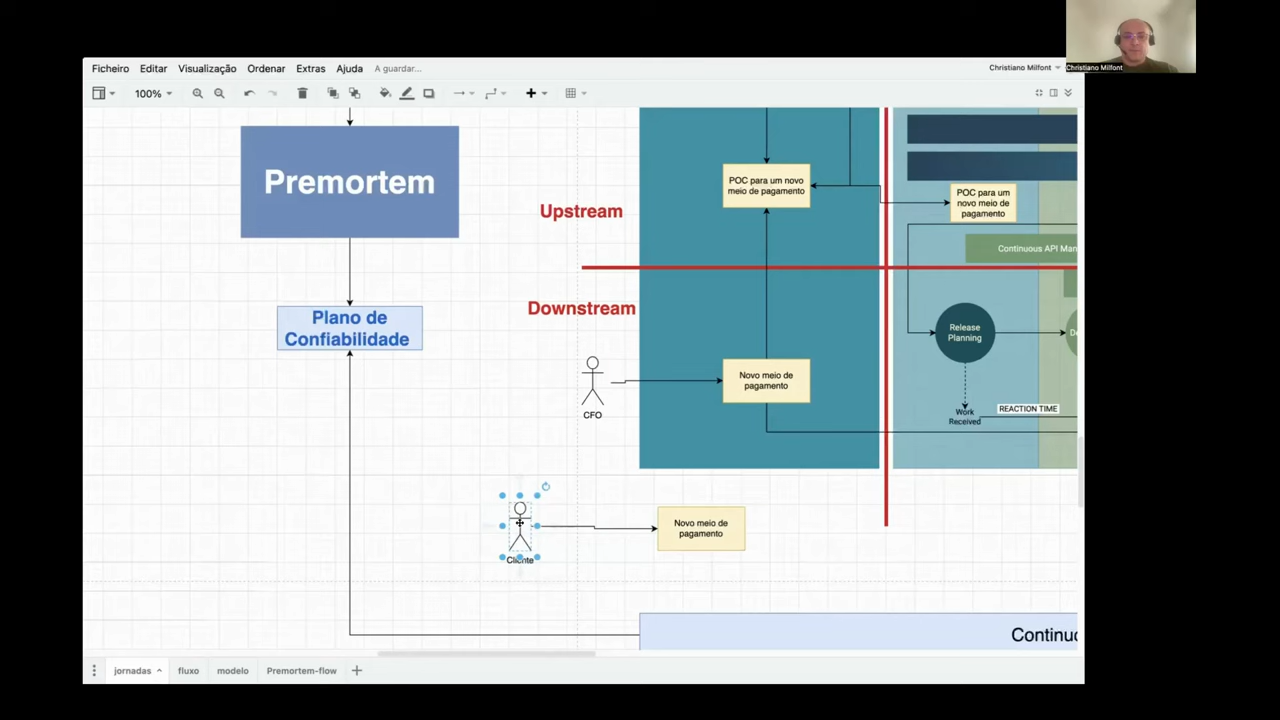 Christiano Milfont
Ficheiro Editar Visualização Ordenar Extras Ajuda A guardar...
Christiano Milfont
100%
Premortem
POC para um novo
meio de pagamento
POC para um
novo meio de
pagamento
Upstream
Continuous API Man
Downstream
Plano de
Confiabilidade
Release
Planning
De
Novo meio de
pagamento
CFO
Work
Received
REACTION TIME
Novo meio de
pagamento
Cliente
Continuo
jornadas fluxo modelo Premortem-flow